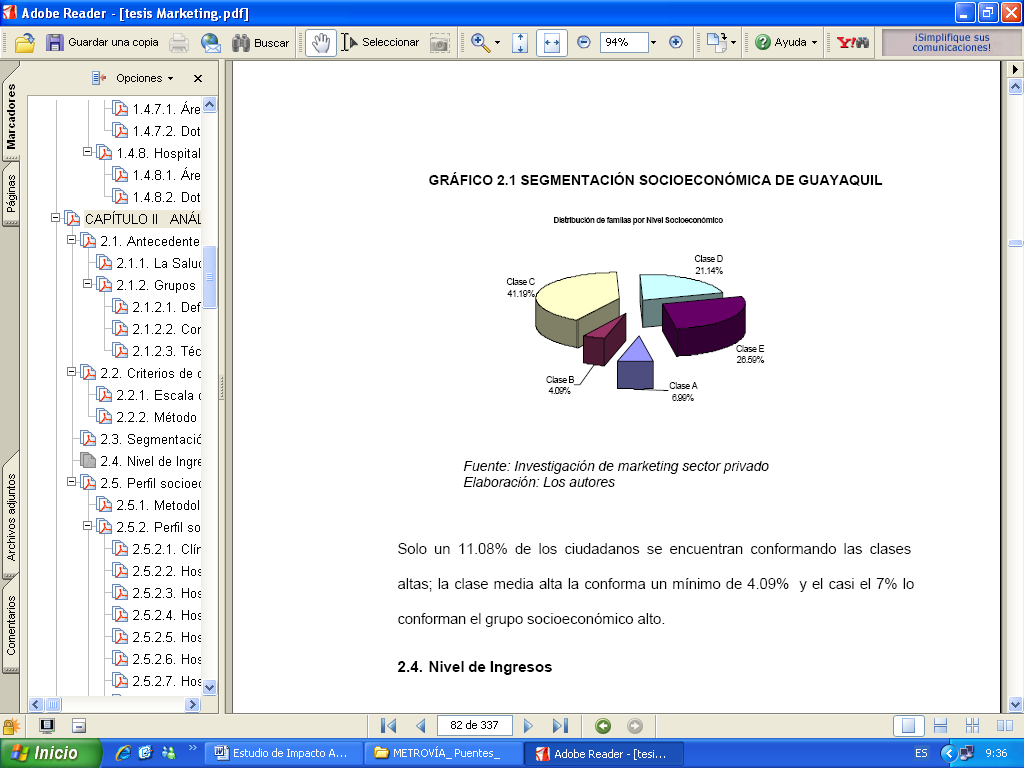 Adobe Reader - [tesis Marketing.pdf]
Guardar una copia
Buscar
Seleccionar
94%
Ayuda
Y!
¡Simplifique sus
comunicaciones!
Opciones
Marcadores
Páginas
Archivos adjuntos
Comentarios
1.4.7.1. Áre
1.4.7.2. Dot
1.4.8. Hospital
1.4.8.1. Áre
1.4.8.2. Dot
CAPÍTULO II ANÁL
2.1. Antecedente
2.1.1. La Saluc
2.1.2. Grupos
2.1.2.1. Def
2.1.2.2. Cor
2.1.2.3. Téc
2.2. Criterios de c
2.2.1. Escala c
2.2.2. Método
2.3. Segmentació
2.4. Nivel de Ingre
2.5. Perfil socioec
2.5.1. Metodol
2.5.2. Perfil so
2.5.2.1. Clín
2.5.2.2. Hos
2.5.2.3. Hos
2.5.2.4. Hos
2.5.2.5. Hos
2.5.2.6. Hos
2.5.2.7. Hos
GRÁFICO 2.1 SEGMENTACIÓN SOCIOECONÓMICA DE GUAYAQUIL
Distribución de familias por Nivel Socioeconómico
Clase D
21.14%
Clase C
41.19%
Clase E
26.59%
Clase B
4.09%
Clase A
6.99%
Fuente: Investigación de marketing sector privado
Elaboración: Los autores
Solo un 11.08% de los ciudadanos se encuentran conformando las clases
altas; la clase media alta la conforma un mínimo de 4.09% y el casi el 7% lo
conforman el grupo socioeconómico alto.
2.4. Nivel de Ingresos
82 de 337
Inicio
Estudio de Impacto A...
METROVÍA_ Puentes_
Adobe Reader - [tesi...
ES
9:36